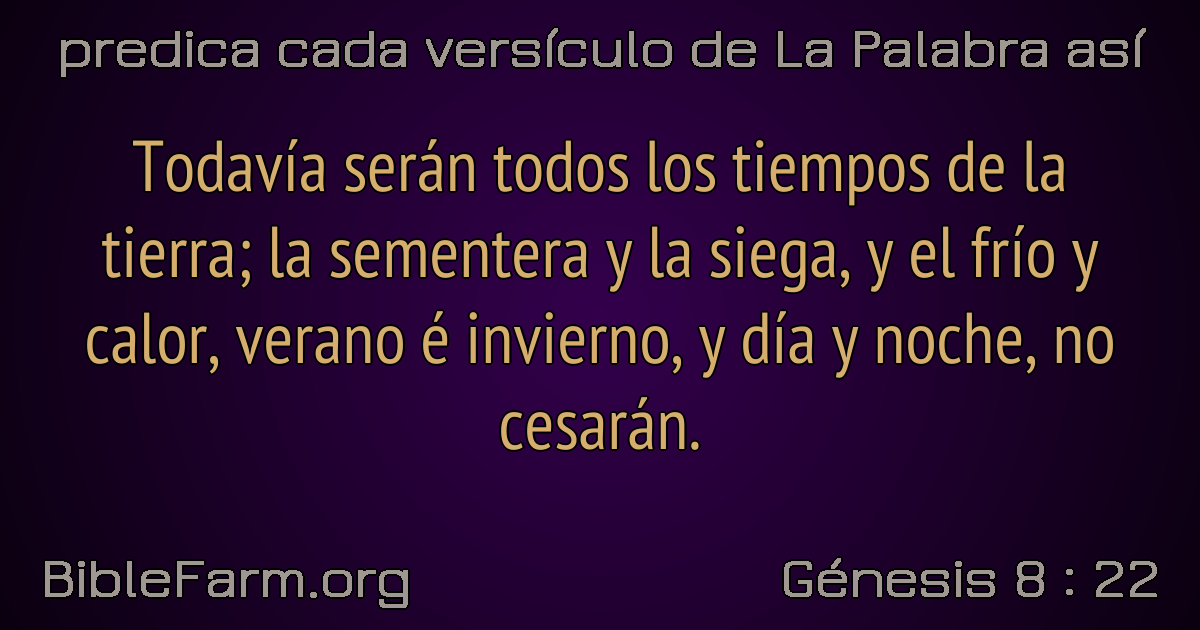 predica cada versículo de La Palabra así
Todavía serán todos los tiempos de la
tierra; la sementera y la siega, y el frío y
calor, verano é invierno, y día y noche, no
cesarán.
BibleFarm.org
Génesis 8 : 22